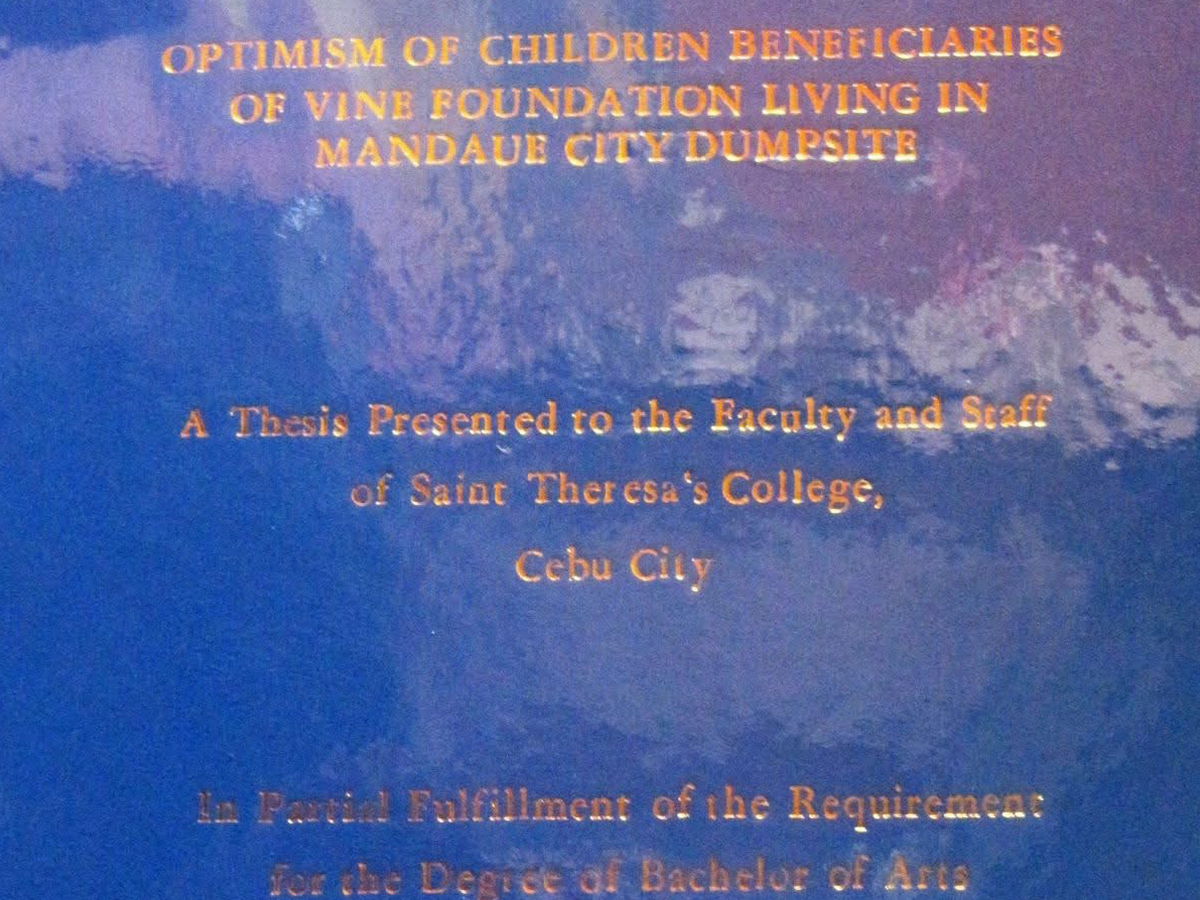 OPTIMISM OF CHILDREN BENEFICIARIES
OF VINE FOUNDATION LIVING IN
MANDAUE CITY DUMPSITE
A Thesis Presented to the Faculty and Staff
of Saint Theresa's College,
Cebu City
In Partial Fulfillment of the Requirement
for the Degree of Bachelor of Arts